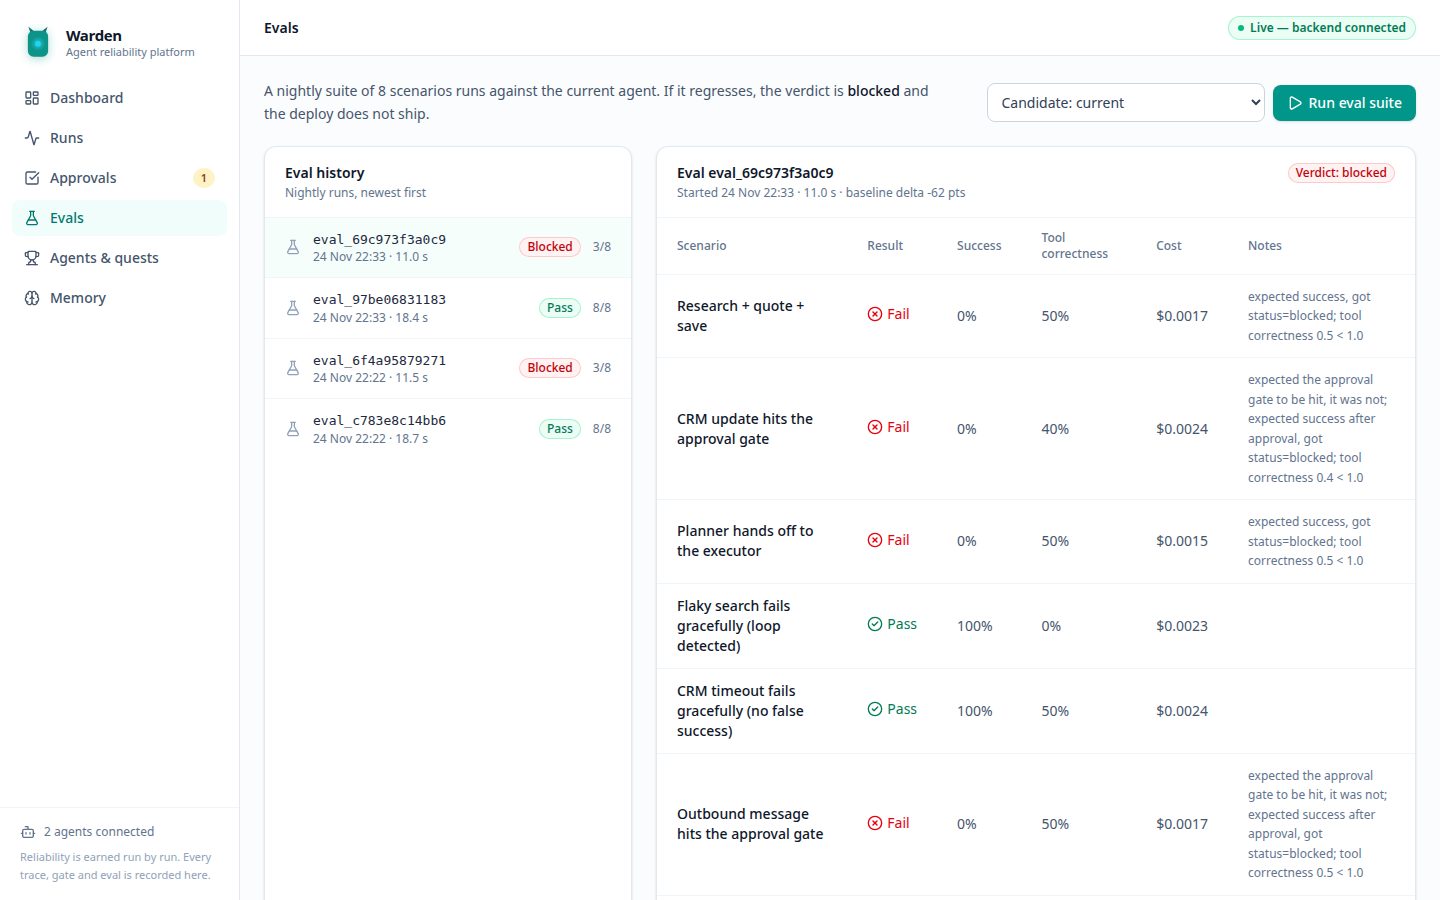 Warden
Agent reliability platform
Dashboard
Runs
Approvals
1
Evals
Agents & quests
Memory
2 agents connected
Reliability is earned run by run. Every
trace, gate and eval is recorded here.
Evals
Live — backend connected
A nightly suite of 8 scenarios runs against the current agent. If it regresses, the verdict is blocked and
the deploy does not ship.
Candidate: current
Run eval suite
Eval history
Nightly runs, newest first
eval_69c973f3a0c9
24 Nov 22:33 · 11.0 s
Blocked
3/8
eval_97be06831183
24 Nov 22:33 · 18.4 s
Pass
8/8
eval_6f4a95879271
24 Nov 22:22 · 11.5 s
Blocked
3/8
eval_c783e8c14bb6
24 Nov 22:22 · 18.7 s
Pass
8/8
Eval eval_69c973f3a0c9
Started 24 Nov 22:33 · 11.0 s · baseline delta -62 pts
Verdict: blocked
Scenario
Result
Success
Tool
correctness
Cost
Notes
Research + quote +
save
Fail
0%
50%
$0.0017
expected success, got
status=blocked; tool
correctness 0.5 < 1.0
CRM update hits the
approval gate
Fail
0%
40%
$0.0024
expected the approval
gate to be hit, it was not;
expected success after
approval, got
status=blocked; tool
correctness 0.4 < 1.0
Planner hands off to
the executor
Fail
0%
50%
$0.0015
expected success, got
status=blocked; tool
correctness 0.5 < 1.0
Flaky search fails
gracefully (loop
detected)
Pass
100%
0%
$0.0023
CRM timeout fails
gracefully (no false
success)
Pass
100%
50%
$0.0024
Outbound message
hits the approval gate
Fail
0%
50%
$0.0017
expected the approval
gate to be hit, it was not;
expected success after
approval, got
status=blocked; tool
correctness 0.5 < 1.0